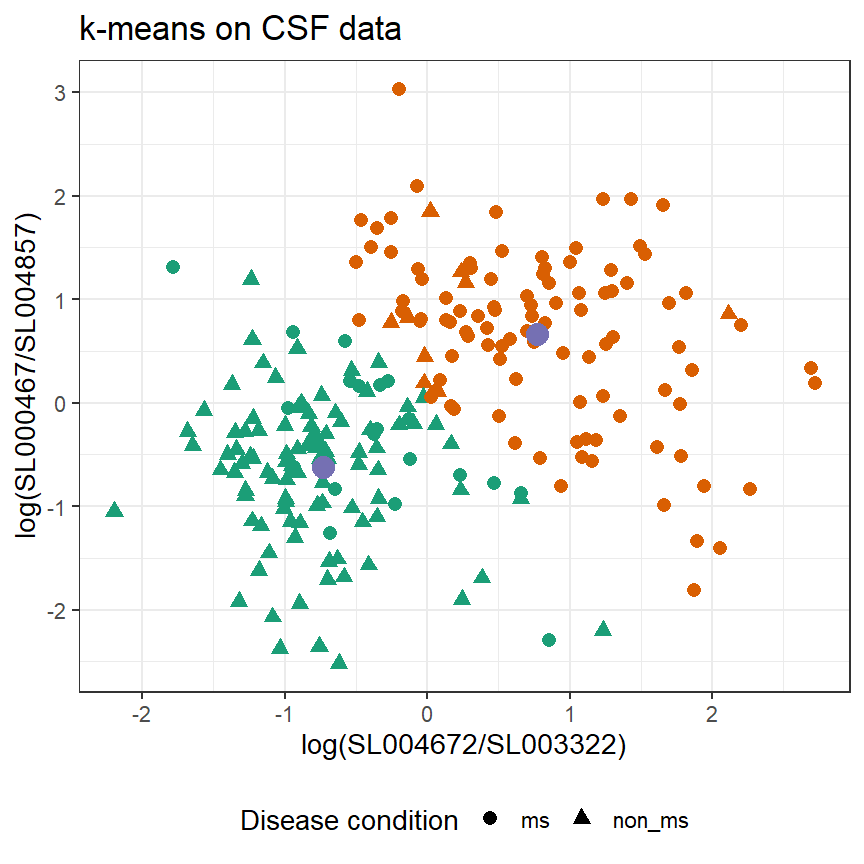 k-means on CSF data
log(SL000467/SL004857)
3
2
1
0
-1
-2
-2 -1 0 1 2
log(SL004672/SL003322)
Disease condition ms non_ms